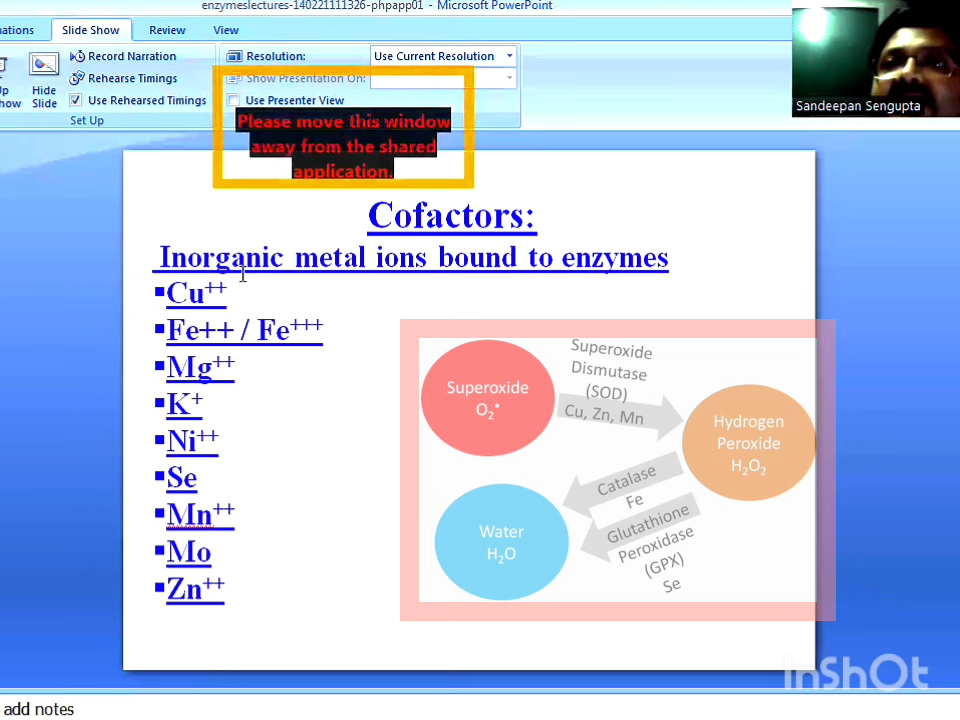 enzymeslectures-140221111326-phpapp01 - Microsoft PowerPoint
nations Slide Show Review View
Record Narration
Rehearse Timings
Use Rehearsed Timings
Up
how
Hide
Slide
Set Up
Resolution: Use Current Resolution
Show Presentation On:
Use Presenter View
Please move this window
away from the shared
application.
Sandeepan Sengupta
Cofactors:
Inorganic metal ions bound to enzymes
▪Cu⁺⁺
▪Fe++ / Fe⁺⁺⁺
▪Mg⁺⁺
▪K⁺
▪Ni⁺⁺
▪Se
▪Mn⁺⁺
▪Mo
▪Zn⁺⁺
Superoxide
O₂•
Superoxide
Dismutase
(SOD)
Cu, Zn, Mn
Hydrogen
Peroxide
H₂O₂
Catalase
Fe
Glutathione
Peroxidase
(GPX)
Se
Water
H₂O
InShOt
add notes